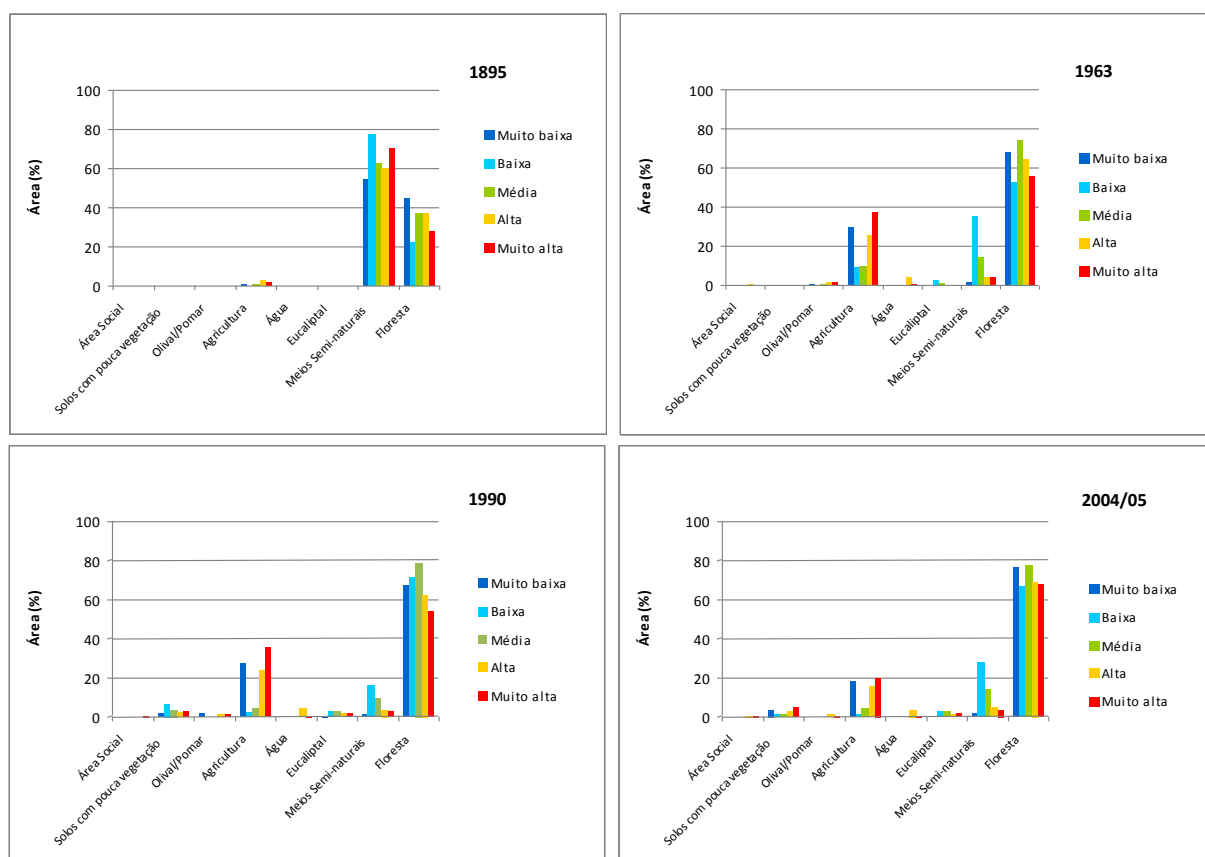 1895
Área (%)
100
80
60
40
20
0
Área Social
Solos com pouca vegetação
Olival/Pomar
Agricultura
Água
Eucaliptal
Meios Semi-naturais
Floresta
Muito baixa
Baixa
Média
Alta
Muito alta
1963
Área (%)
100
80
60
40
20
0
Área Social
Solos com pouca vegetação
Olival/Pomar
Agricultura
Água
Eucaliptal
Meios Semi-naturais
Floresta
Muito baixa
Baixa
Média
Alta
Muito alta
1990
Área (%)
100
80
60
40
20
0
Área Social
Solos com pouca vegetação
Olival/Pomar
Agricultura
Água
Eucaliptal
Meios Semi-naturais
Floresta
Muito baixa
Baixa
Média
Alta
Muito alta
2004/05
Área (%)
100
80
60
40
20
0
Área Social
Solos com pouca vegetação
Olival/Pomar
Agricultura
Água
Eucaliptal
Meios Semi-naturais
Floresta
Muito baixa
Baixa
Média
Alta
Muito alta